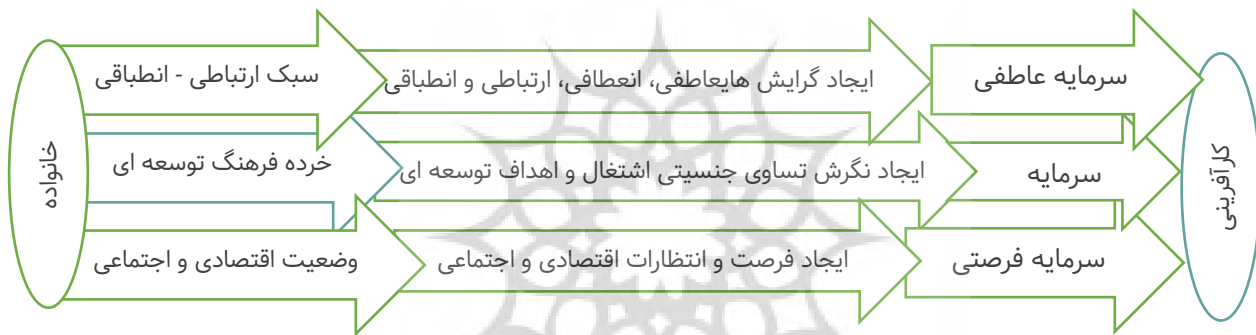 خانواده
سبک ارتباطی - انطباقی
ایجاد گرایش هایعاطفی، انعطافی، ارتباطی و انطباقی
سرمایه عاطفی
خرده فرهنگ توسعه ای
ایجاد نگرش تساوی جنسیتی اشتغال و اهداف توسعه ای
سرمایه
وضعیت اقتصادی و اجتماعی
ایجاد فرصت و انتظارات اقتصادی و اجتماعی
سرمایه فرصتی
کارآفرینی